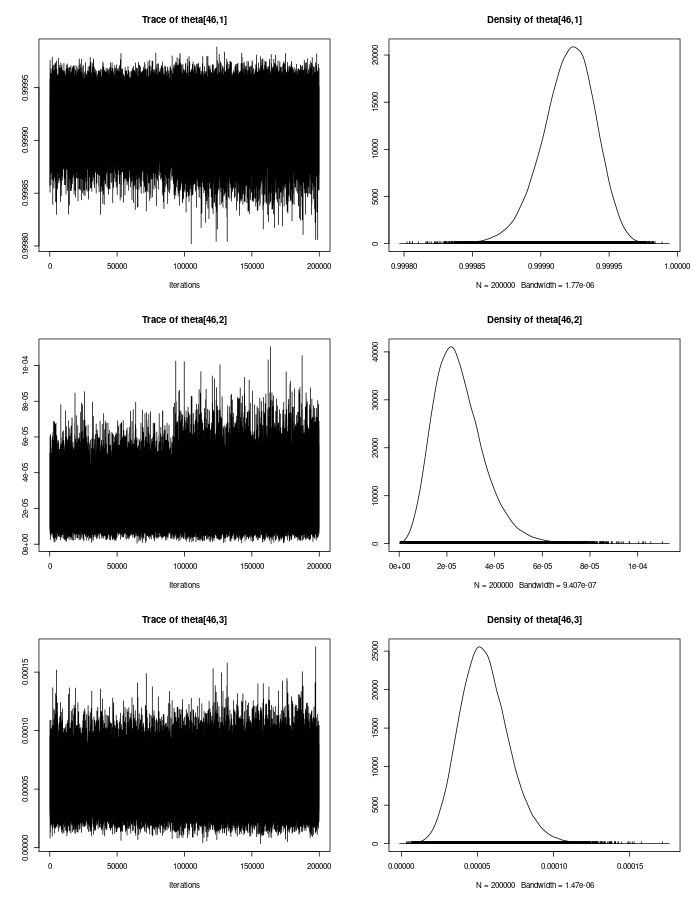 Trace of theta[46,1]
0.99980 0.99985 0.99990 0.99995
0 50000 100000 150000 200000
Iterations
Density of theta[46,1]
0 5000 10000 15000 20000
0.99980 0.99985 0.99990 0.99995 1.00000
N = 200000 Bandwidth = 1.77e-06
Trace of theta[46,2]
0e+00 2e-05 4e-05 6e-05 8e-05 1e-04
0 50000 100000 150000 200000
Iterations
Density of theta[46,2]
0 10000 20000 30000 40000
0e+00 2e-05 4e-05 6e-05 8e-05 1e-04
N = 200000 Bandwidth = 9.407e-07
Trace of theta[46,3]
0.00000 0.00005 0.00010 0.00015
0 50000 100000 150000 200000
Iterations
Density of theta[46,3]
0 5000 10000 15000 20000 25000
0.00000 0.00005 0.00010 0.00015
N = 200000 Bandwidth = 1.47e-06